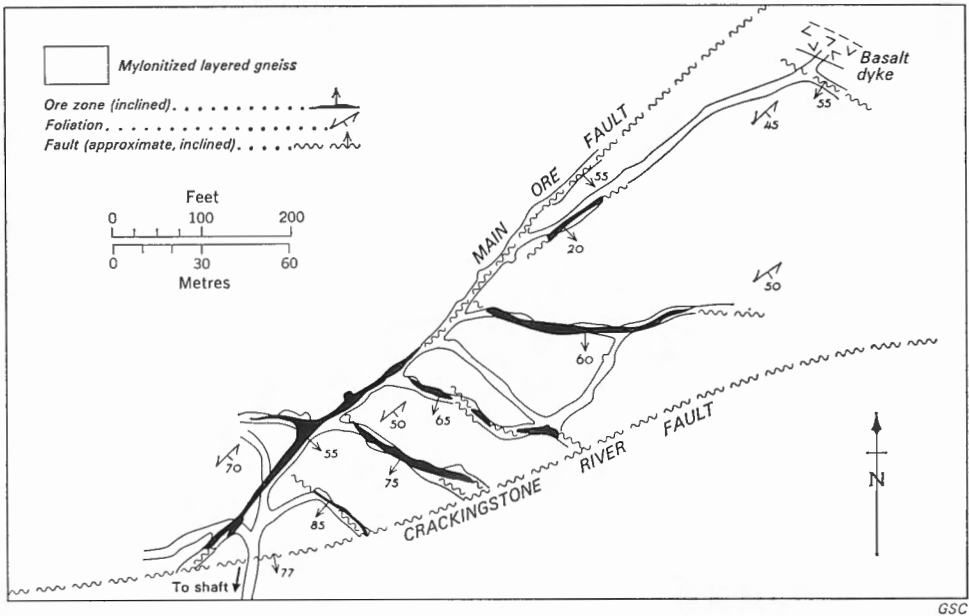 Mylonitized layered gneiss
Ore zone (inclined)
Foliation
Fault (approximate, inclined)
Feet
0 100 200
0 30 60
Metres
MAIN ORE FAULT
Basalt
dyke
55
45
55
20
50
60
65
50
70
55
75
85
CRACKINGSTONE RIVER FAULT
77
To shaft
N
GSC